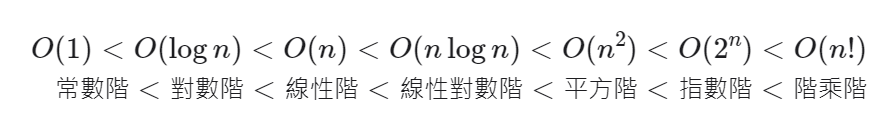 O(1) < O(log n) < O(n) < O(n log n) < O(n²) < O(2ⁿ) < O(n!)
常數階 < 對數階 < 線性階 < 線性對數階 < 平方階 < 指數階 < 階乘階